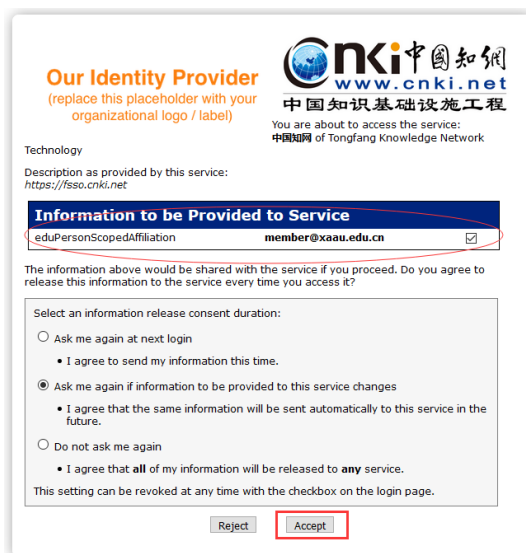 Our Identity Provider
(replace this placeholder with your
organizational logo / label)
cnki中国知网
www.cnki.net
中国知识基础设施工程
You are about to access the service:
中国知网 of Tongfang Knowledge Network
Technology
Description as provided by this service:
https://fsso.cnki.net
Information to be Provided to Service
eduPersonScopedAffiliation member@xaau.edu.cn
The information above would be shared with the service if you proceed. Do you agree to
release this information to the service every time you access it?
Select an information release consent duration:
Ask me again at next login
• I agree to send my information this time.
Ask me again if information to be provided to this service changes
• I agree that the same information will be sent automatically to this service in the
future.
Do not ask me again
• I agree that all of my information will be released to any service.
This setting can be revoked at any time with the checkbox on the login page.
Reject Accept